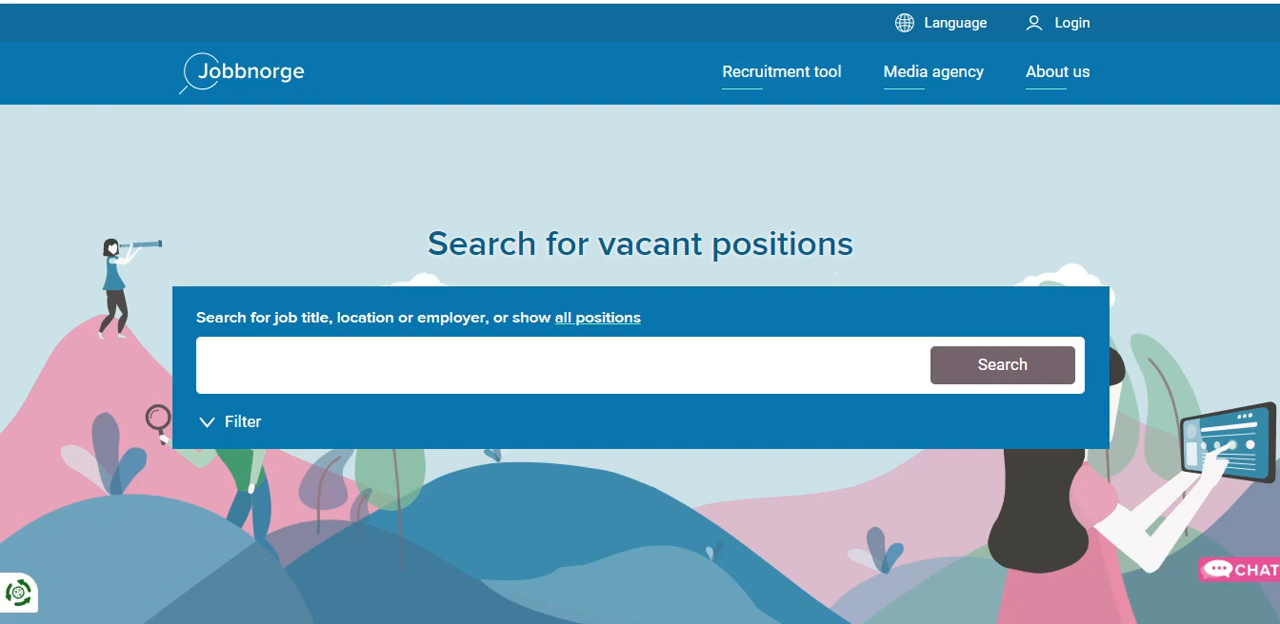 Language Login
Jobbnorge
Recruitment tool Media agency About us
Search for vacant positions
Search for job title, location or employer, or show all positions
Search
Filter
CHAT